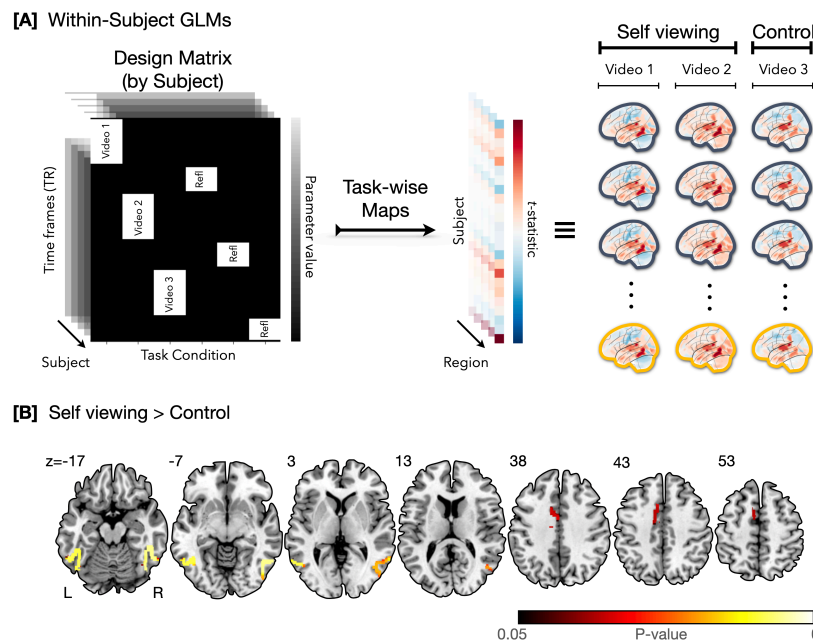 [A] Within-Subject GLMs
Design Matrix
(by Subject)
Self viewing
Control
Video 1
Video 2
Video 3
Time frames (TR)
Video 1
Refl
Video 2
Refl
Video 3
Refl
Subject
Task Condition
Parameter value
Task-wise
Maps
Subject
Region
t-statistic
≡
[B] Self viewing > Control
z=-17
-7
3
13
38
43
53
L
R
0.05
P-value